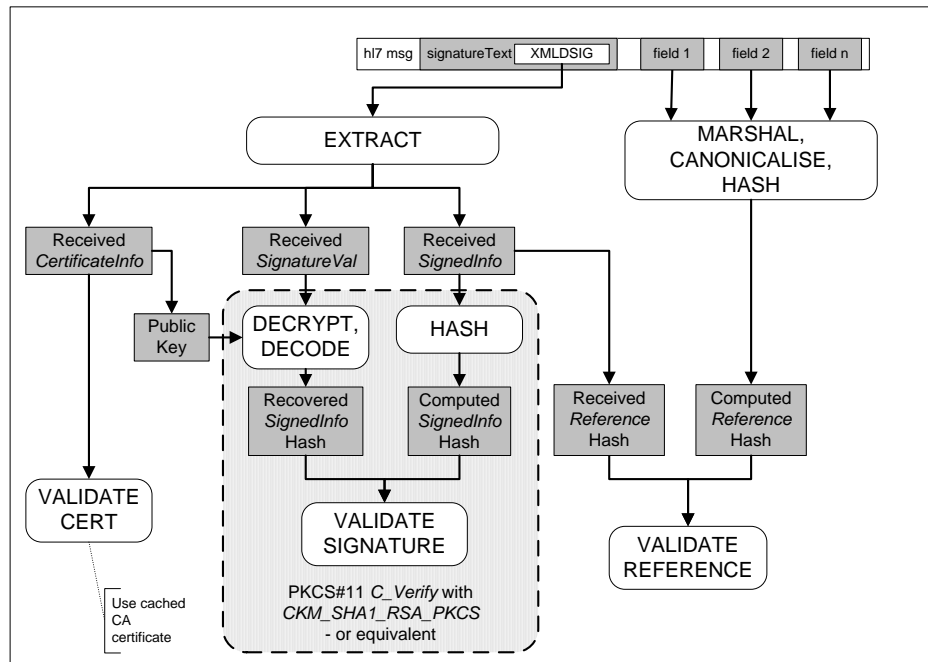 hl7 msg
signatureText
XMLDSIG
field 1
field 2
field n
EXTRACT
MARSHAL,
CANONICALISE,
HASH
Received
CertificateInfo
Received
SignatureVal
Received
SignedInfo
Public
Key
DECRYPT,
DECODE
HASH
Recovered
SignedInfo
Hash
Computed
SignedInfo
Hash
Received
Reference
Hash
Computed
Reference
Hash
VALIDATE
CERT
VALIDATE
SIGNATURE
VALIDATE
REFERENCE
PKCS#11 C_Verify with
CKM_SHA1_RSA_PKCS
- or equivalent
Use cached
CA
certificate